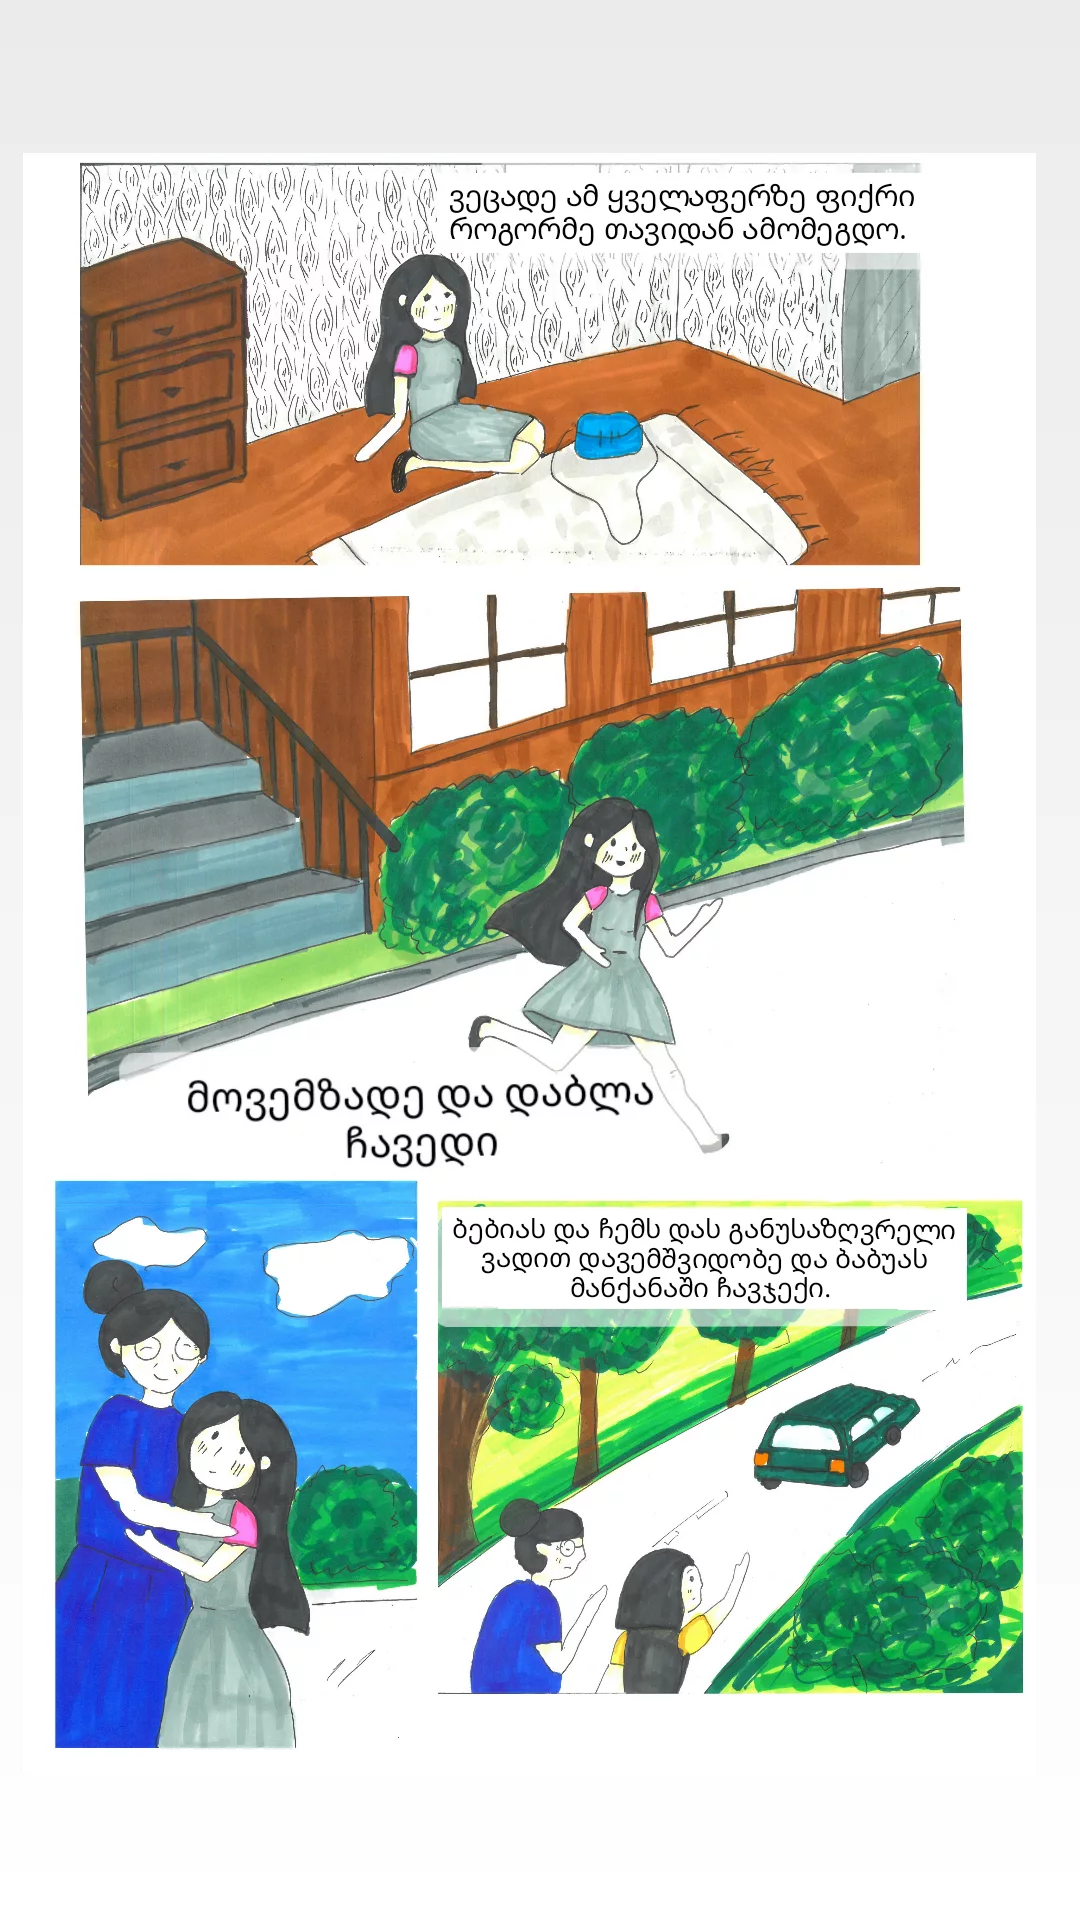 ვეცადე ამ ყველაფერზე ფიქრი
როგორმე თავიდან ამომეგდო.
მოვემზადე და დაბლა
ჩავედი
ბებიას და ჩემს დას განუსაზღვრელი
ვადით დავემშვიდობე და ბაბუას
მანქანაში ჩავჯექი.